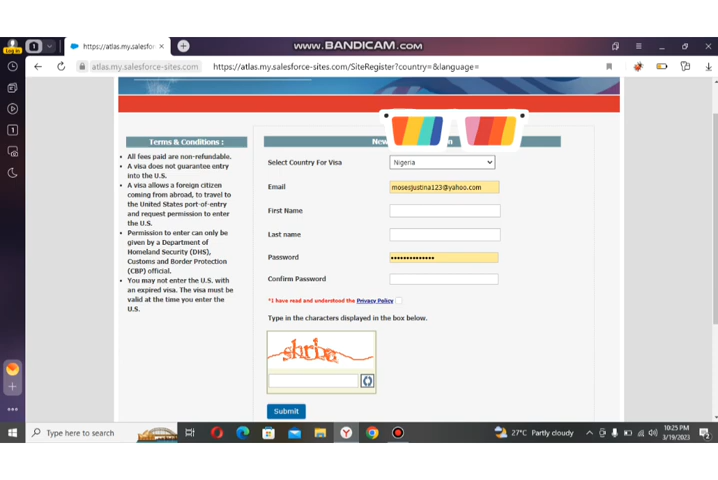 www.BANDICAM.com
Log in
1
https://atlas.my.salesfor
atlas.my.salesforce-sites.com
https://atlas.my.salesforce-sites.com/SiteRegister?country=&language=
Terms & Conditions :
All fees paid are non-refundable.
A visa does not guarantee entry
into the U.S.
A visa allows a foreign citizen
coming from abroad, to travel to
the United States port-of-entry
and request permission to enter
the U.S.
Permission to enter can only be
given by a Department of
Homeland Security (DHS),
Customs and Border Protection
(CBP) official.
You may not enter the U.S. with
an expired visa. The visa must be
valid at the time you enter the
U.S.
Select Country For Visa
Nigeria
Email
mosesjustina123@yahoo.com
First Name
Last name
Password
Confirm Password
*I have read and understood the Privacy Policy
Type in the characters displayed in the box below.
Submit
1
Type here to search
27°C Partly cloudy
10:25 PM
3/19/2023
2